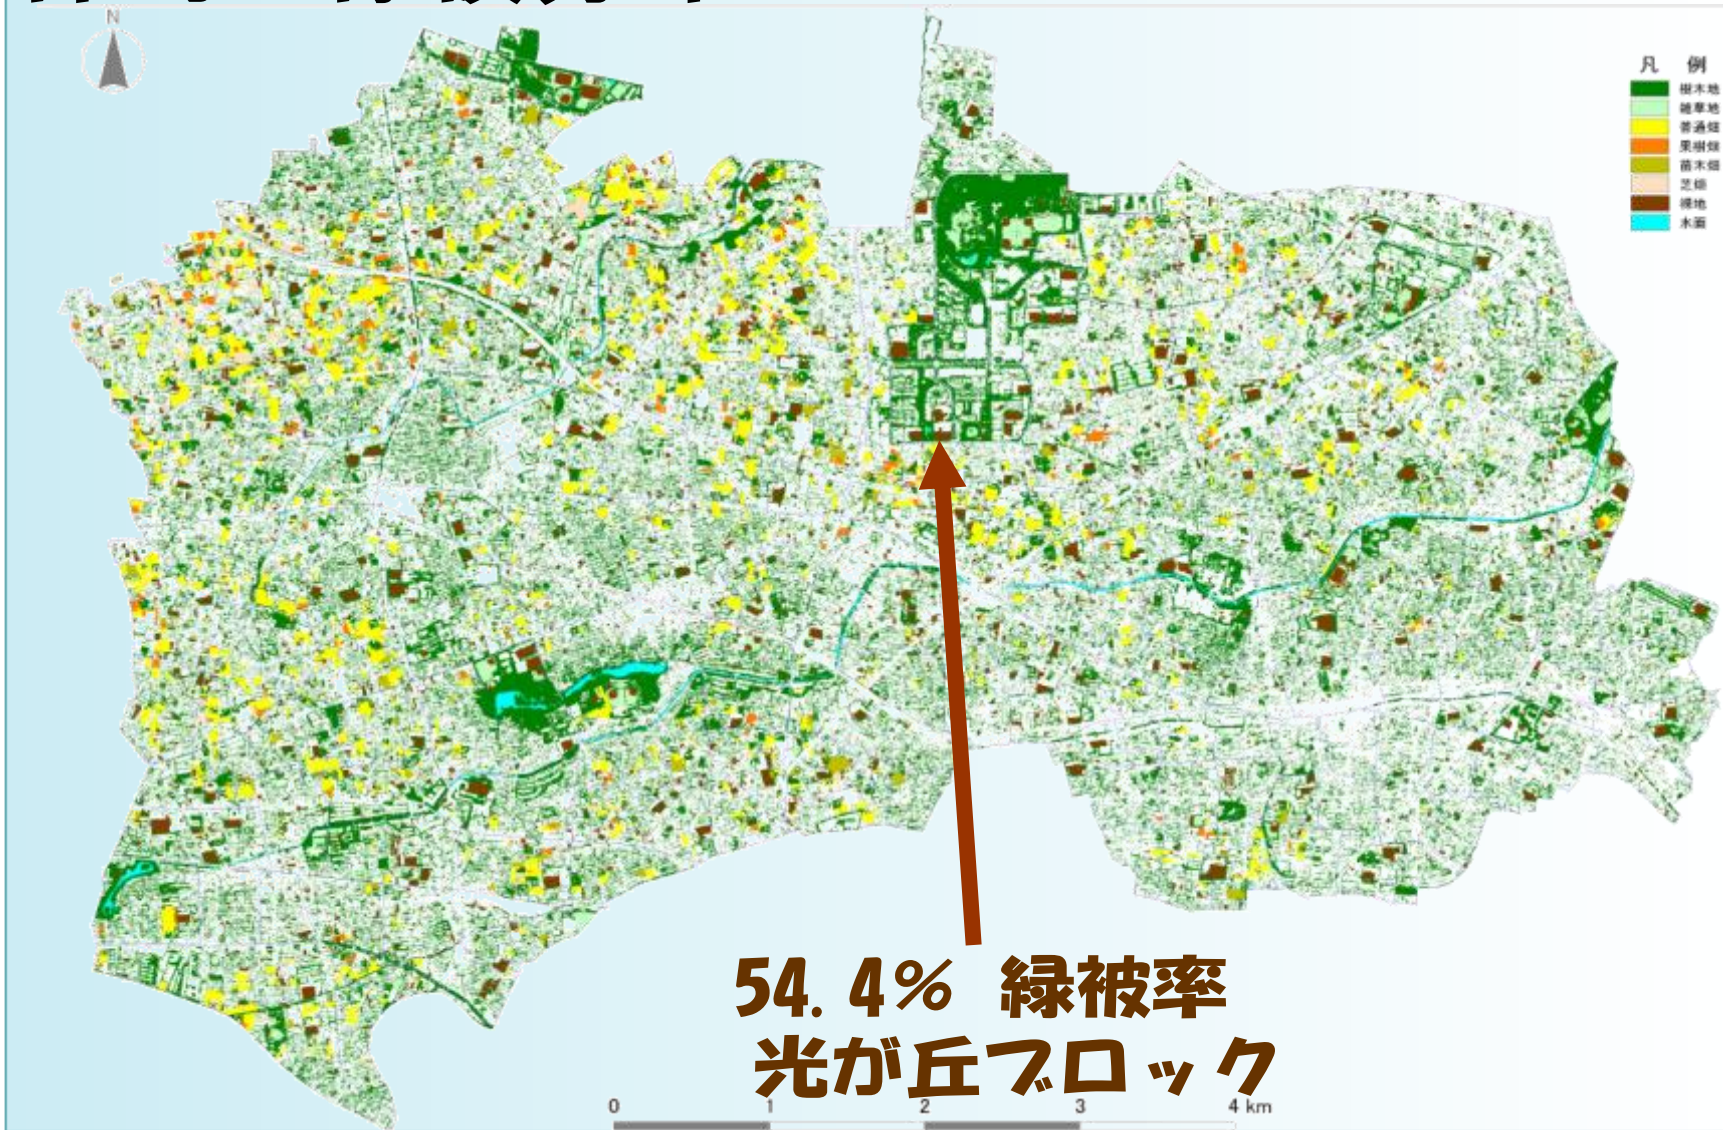 N
凡 例
樹木地
雑草地
普通畑
果樹畑
苗木畑
芝畑
裸地
水面
54.4% 緑被率
光が丘ブロック
0 1 2 3 4 km